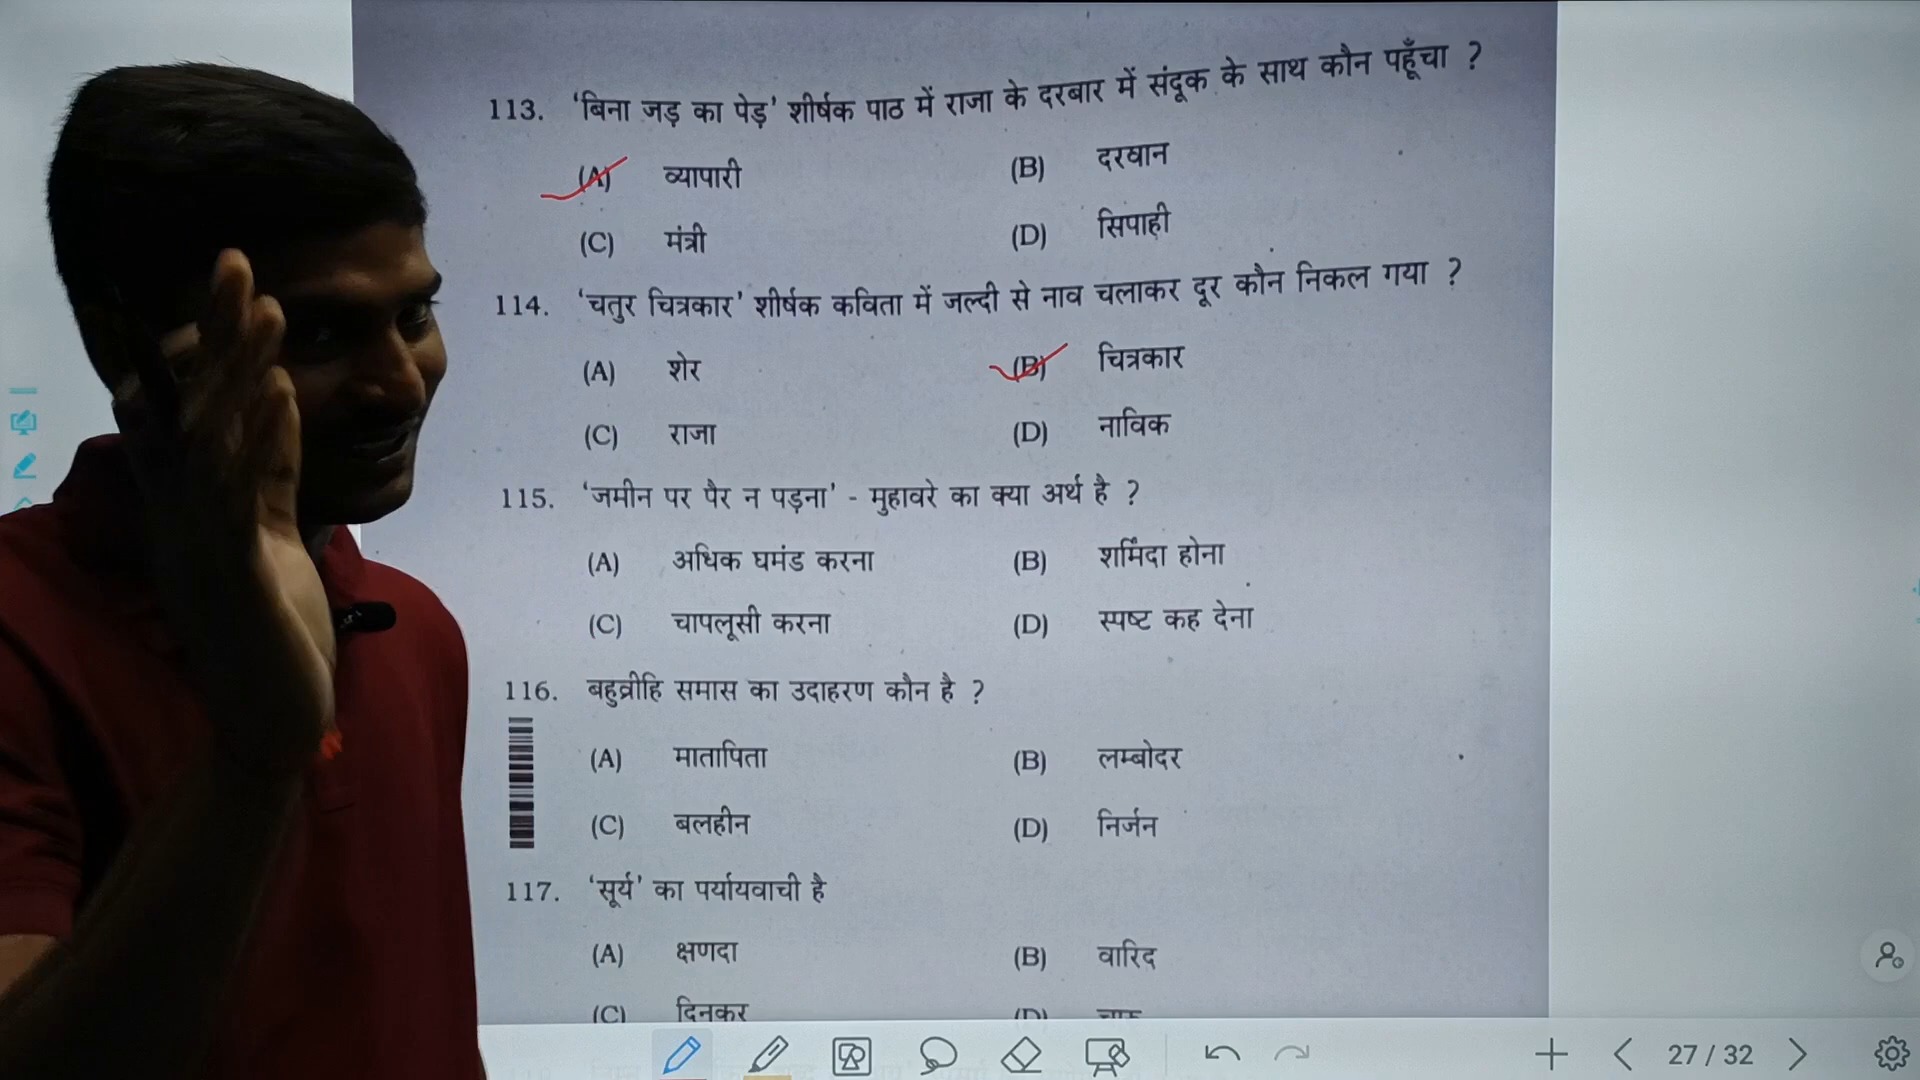 113. 'बिना जड़ का पेड़' शीर्षक पाठ में राजा के दरबार में संदूक के साथ कौन पहुँचा ?
(A) व्यापारी (B) दरबान
(C) मंत्री (D) सिपाही
114. 'चतुर चित्रकार' शीर्षक कविता में जल्दी से नाव चलाकर दूर कौन निकल गया ?
(A) शेर (B) चित्रकार
(C) राजा (D) नाविक
115. 'जमीन पर पैर न पड़ना' - मुहावरे का क्या अर्थ है ?
(A) अधिक घमंड करना (B) शर्मिंदा होना
(C) चापलूसी करना (D) स्पष्ट कह देना
116. बहुव्रीहि समास का उदाहरण कौन है ?
(A) मातापिता (B) लम्बोदर
(C) बलहीन (D) निर्जन
117. 'सूर्य' का पर्यायवाची है
(A) क्षणदा (B) वारिद
(C) दिनकर (D)
27 / 32